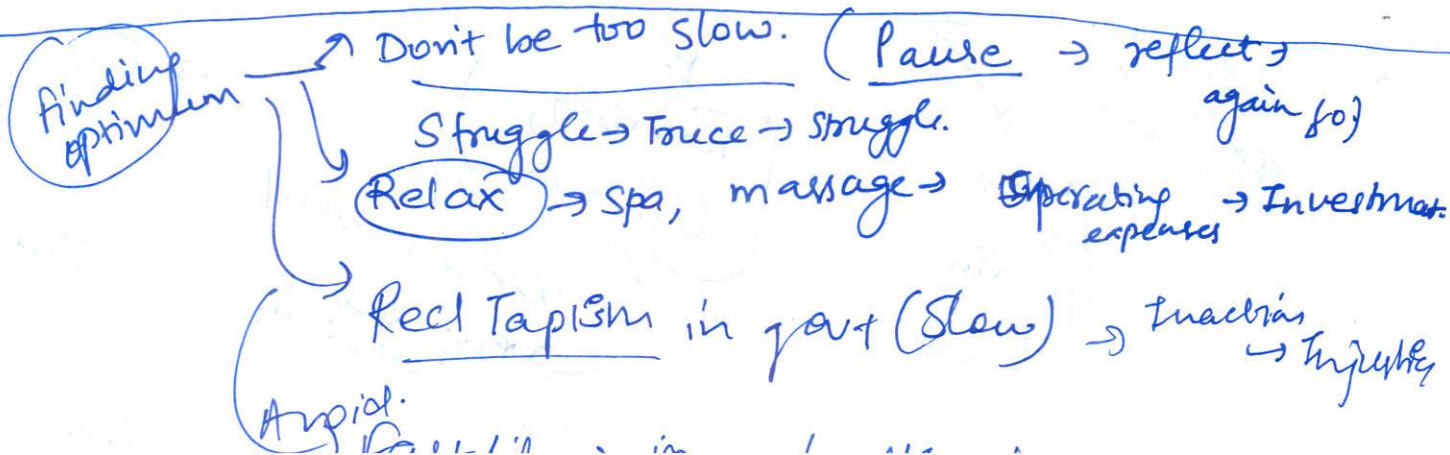 finding optimum → Don't be too slow. (Pause → reflect → again go)
Struggle → Truce → struggle.
Relax → Spa, massage → Operating expenses → Investmat.
Red Tapism in govt (Slow) → Inaction → Injustice
Avoid.